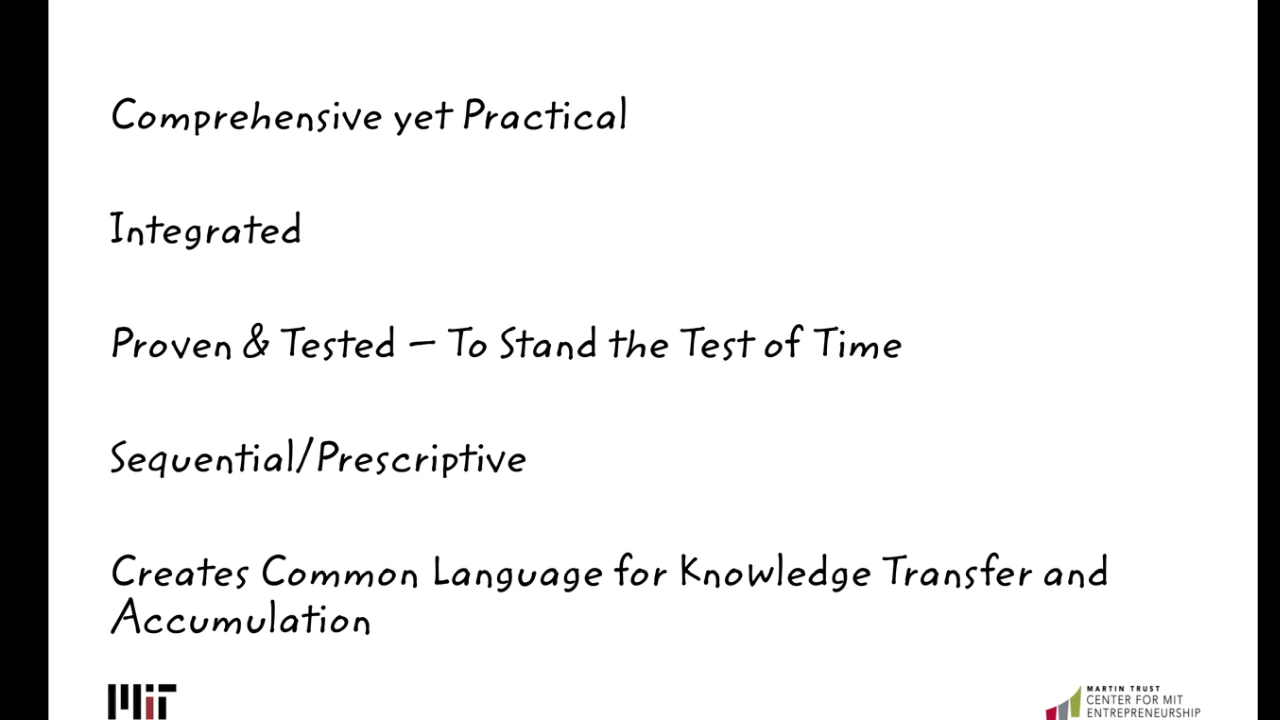 Comprehensive yet Practical
Integrated
Proven & Tested – To Stand the Test of Time
Sequential/Prescriptive
Creates Common Language for Knowledge Transfer and
Accumulation
MIT
MARTIN TRUST
CENTER FOR MIT
ENTREPRENEURSHIP